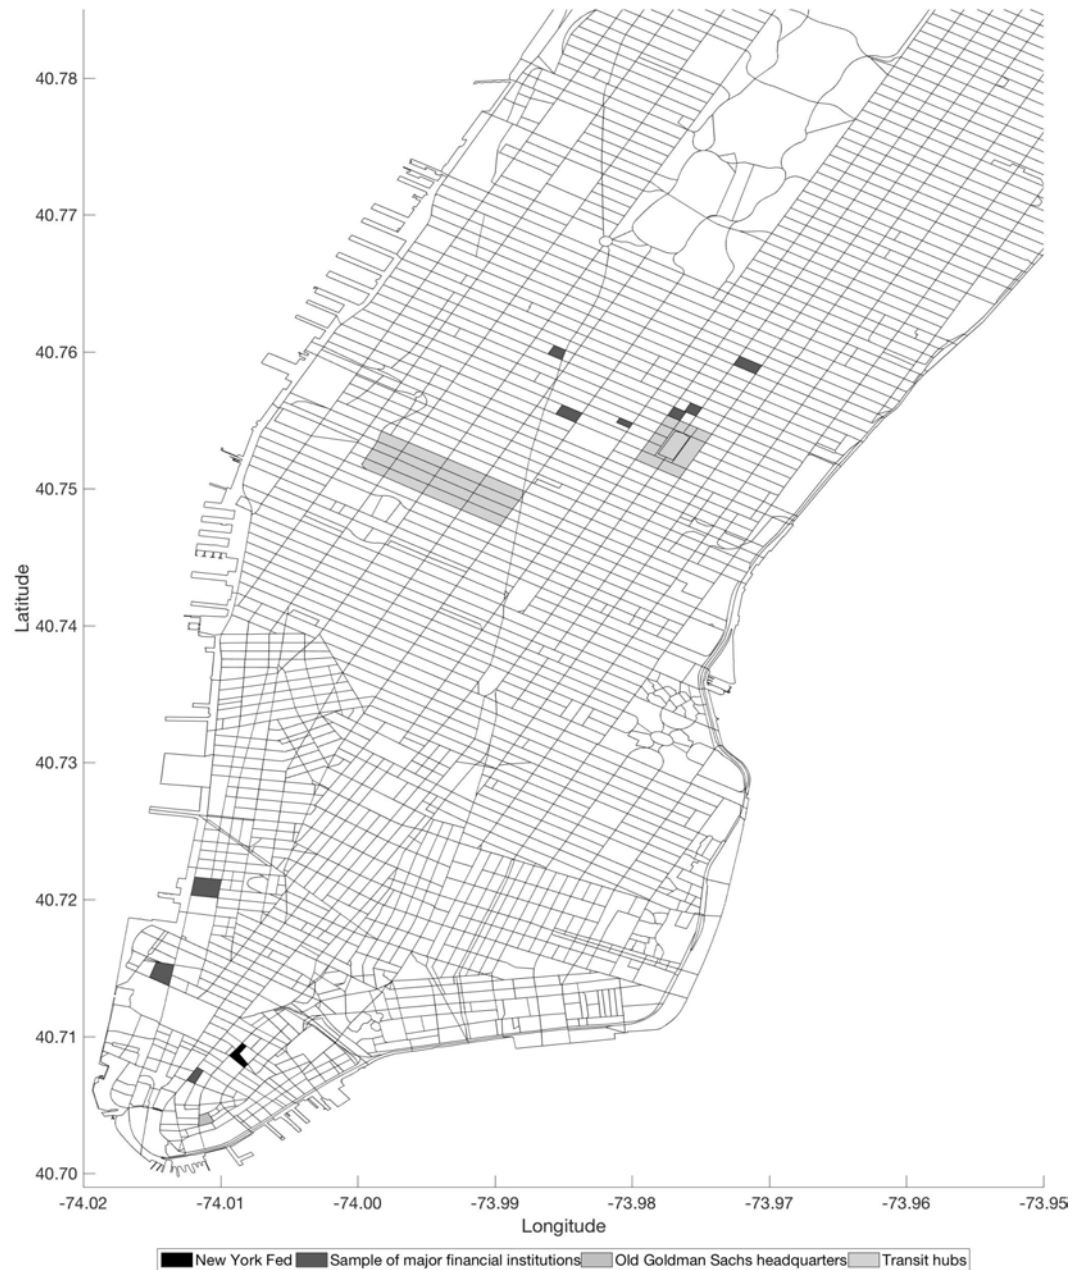 40.78
40.77
40.76
40.75
40.74
40.73
40.72
40.71
40.70
Latitude
-74.02 -74.01 -74.00 -73.99 -73.98 -73.97 -73.96 -73.95
Longitude
New York Fed Sample of major financial institutions Old Goldman Sachs headquarters Transit hubs